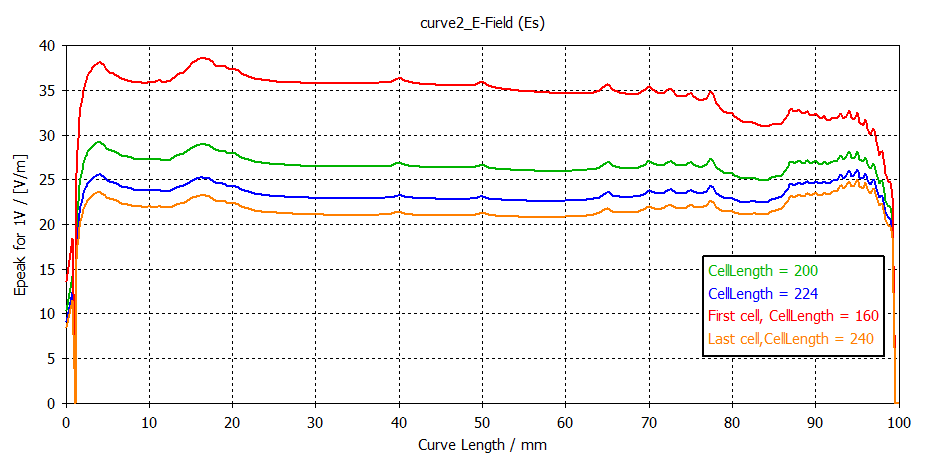 curve2_E-Field (Es)
Epeak for 1V / [V/m]
40
35
30
25
20
15
10
5
0
CellLength = 200
CellLength = 224
First cell, CellLength = 160
Last cell,CellLength = 240
0 10 20 30 40 50 60 70 80 90 100
Curve Length / mm